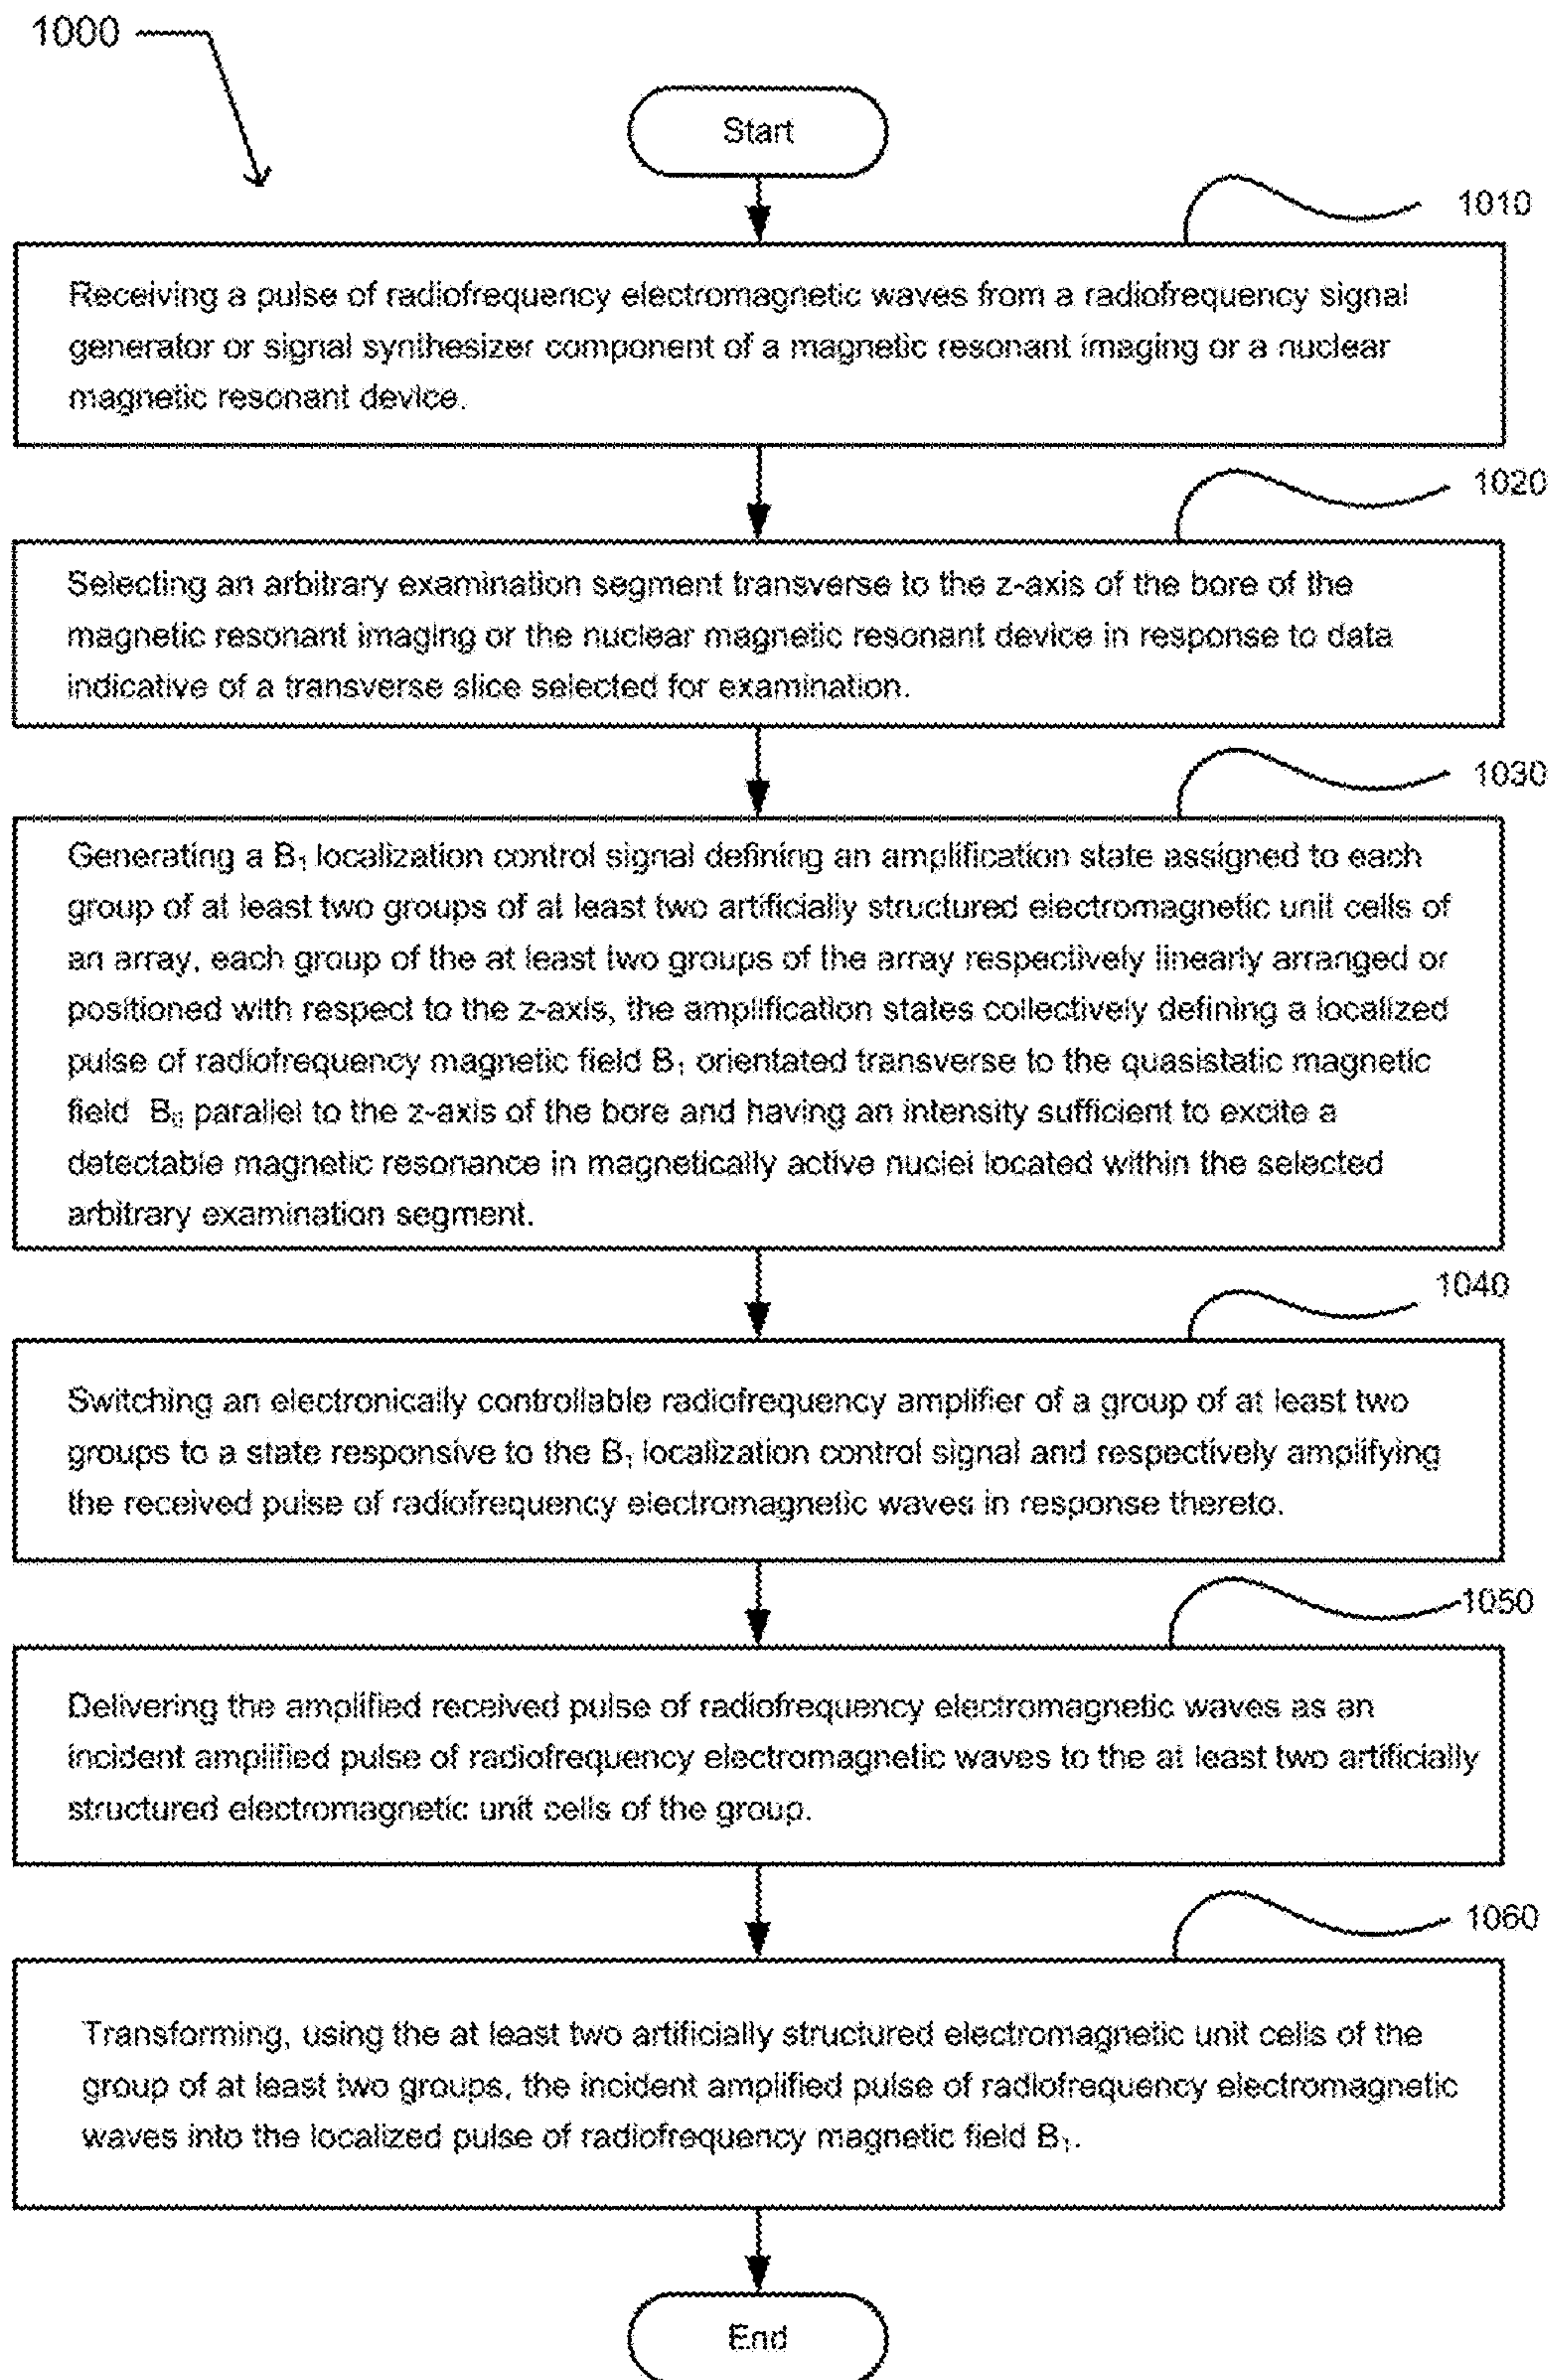 1000
Start
1010
Receiving a pulse of radiofrequency electromagnetic waves from a radiofrequency signal
generator or signal synthesizer component of a magnetic resonant imaging or a nuclear
magnetic resonant device.
1020
Selecting an arbitrary examination segment transverse to the z-axis of the bore of the
magnetic resonant imaging or the nuclear magnetic resonant device in response to data
indicative of a transverse slice selected for examination.
1030
Generating a B₁ localization control signal defining an amplification state assigned to each
group of at least two groups of at least two artificially structured electromagnetic unit cells of
an array, each group of the at least two groups of the array respectively linearly arranged or
positioned with respect to the z-axis, the amplification states collectively defining a localized
pulse of radiofrequency magnetic field B₁ orientated transverse to the quasistatic magnetic
field B₀ parallel to the z-axis of the bore and having an intensity sufficient to excite a
detectable magnetic resonance in magnetically active nuclei located within the selected
arbitrary examination segment.
1040
Switching an electronically controllable radiofrequency amplifier of a group of at least two
groups to a state responsive to the B₁ localization control signal and respectively amplifying
the received pulse of radiofrequency electromagnetic waves in response thereto.
1050
Delivering the amplified received pulse of radiofrequency electromagnetic waves as an
incident amplified pulse of radiofrequency electromagnetic waves to the at least two artificially
structured electromagnetic unit cells of the group.
1060
Transforming, using the at least two artificially structured electromagnetic unit cells of the
group of at least two groups, the incident amplified pulse of radiofrequency electromagnetic
waves into the localized pulse of radiofrequency magnetic field B₁.
End